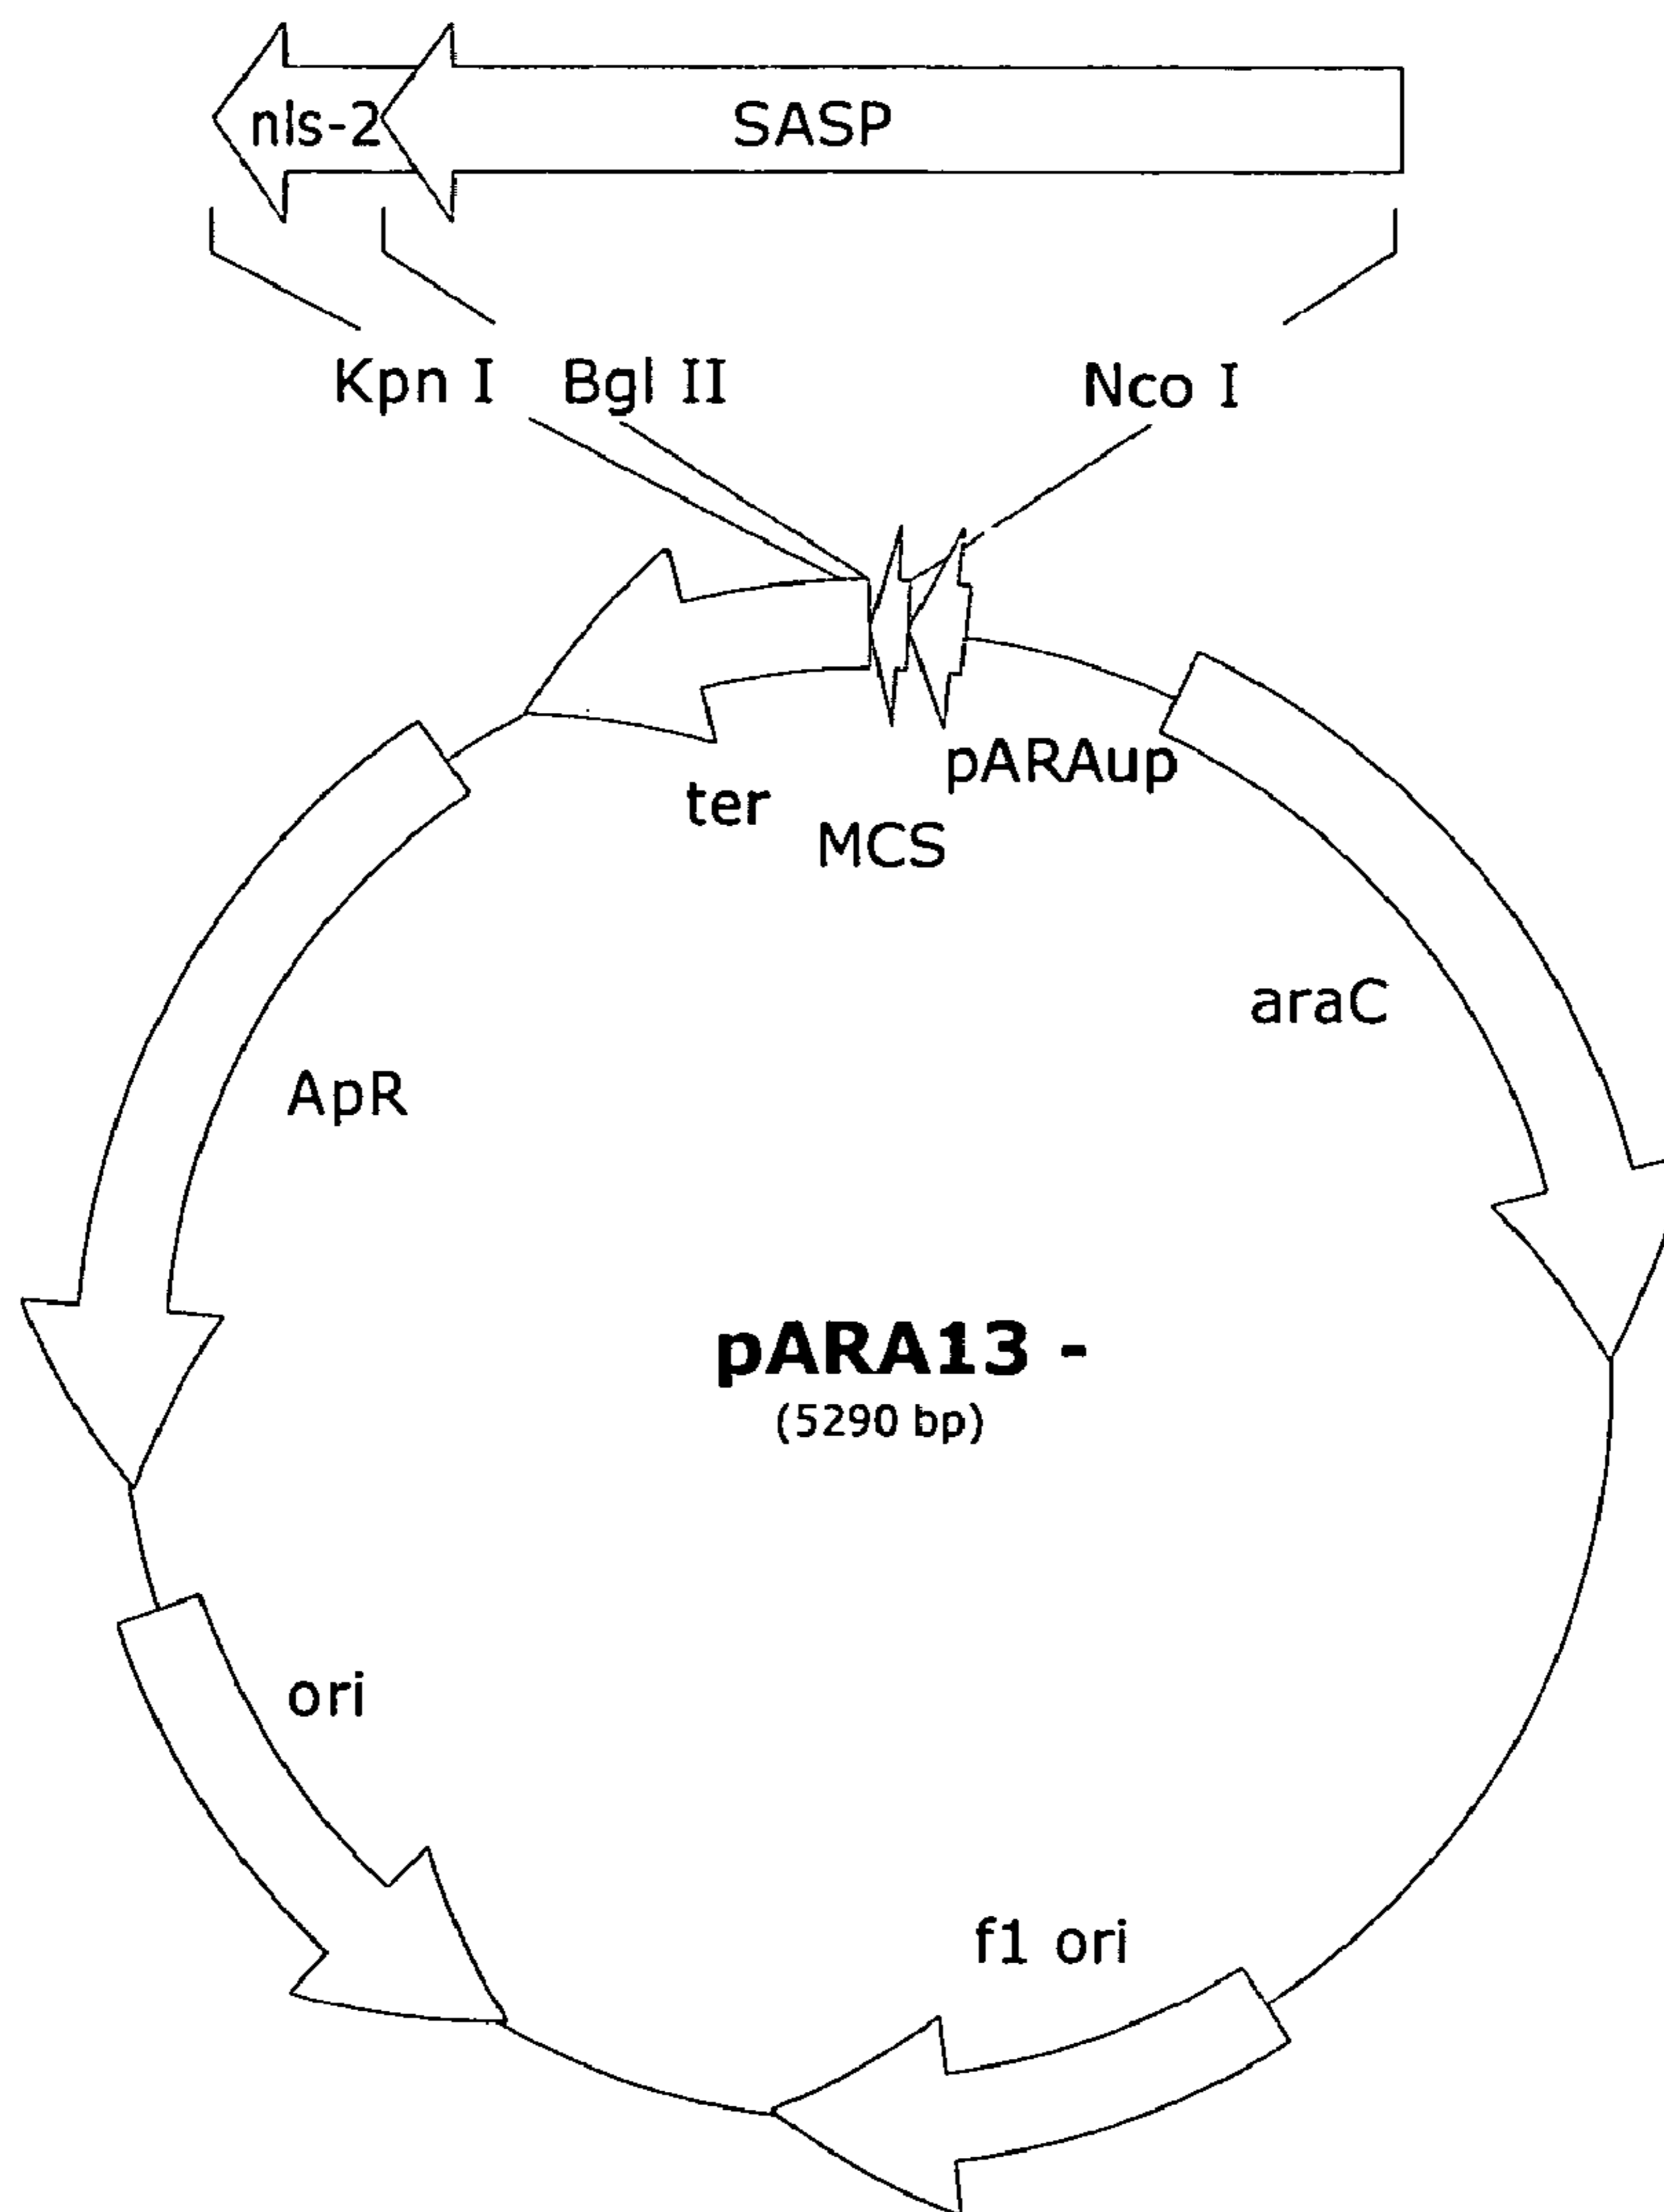 nls-2 SASP
Kpn I Bgl II Nco I
pARAup
ter
MCS
araC
ApR
pARA13 -
(5290 bp)
ori
f1 ori